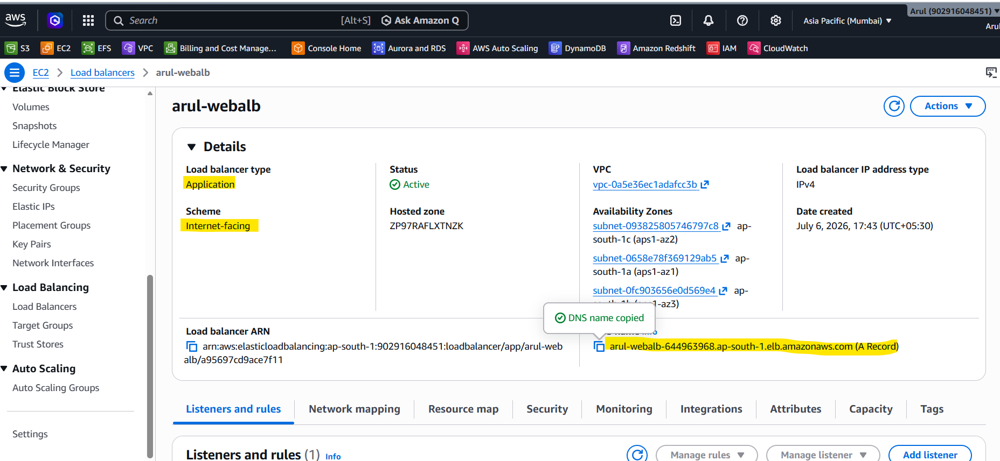 aws
Search [Alt+S] Ask Amazon Q
Asia Pacific (Mumbai)
Arul (902916048451)
S3 EC2 EFS VPC Billing and Cost Manage... Console Home Aurora and RDS AWS Auto Scaling DynamoDB Amazon Redshift IAM CloudWatch
EC2 > Load balancers > arul-webalb
Elastic Block Store
Volumes
Snapshots
Lifecycle Manager
Network & Security
Security Groups
Elastic IPs
Placement Groups
Key Pairs
Network Interfaces
Load Balancing
Load Balancers
Target Groups
Trust Stores
Auto Scaling
Auto Scaling Groups
Settings
arul-webalb
Actions
Details
Load balancer type
Application
Scheme
Internet-facing
Status
Active
Hosted zone
ZP97RAFLXTNZK
VPC
vpc-0a5e36ec1adafcc3b
Availability Zones
subnet-093825805746797c8 ap-
south-1c (aps1-az2)
subnet-0658e78f369129ab5 ap-
south-1a (aps1-az1)
subnet-0fc903656e0d569e4 ap-
1-az3)
Load balancer IP address type
IPv4
Date created
July 6, 2026, 17:43 (UTC+05:30)
Load balancer ARN
arn:aws:elasticloadbalancing:ap-south-1:902916048451:loadbalancer/app/arul-web
alb/a95697cd9ace7f11
DNS name copied
arul-webalb-644963968.ap-south-1.elb.amazonaws.com (A Record)
Listeners and rules Network mapping Resource map Security Monitoring Integrations Attributes Capacity Tags
Listeners and rules (1) Info
Manage rules Manage listener Add listener